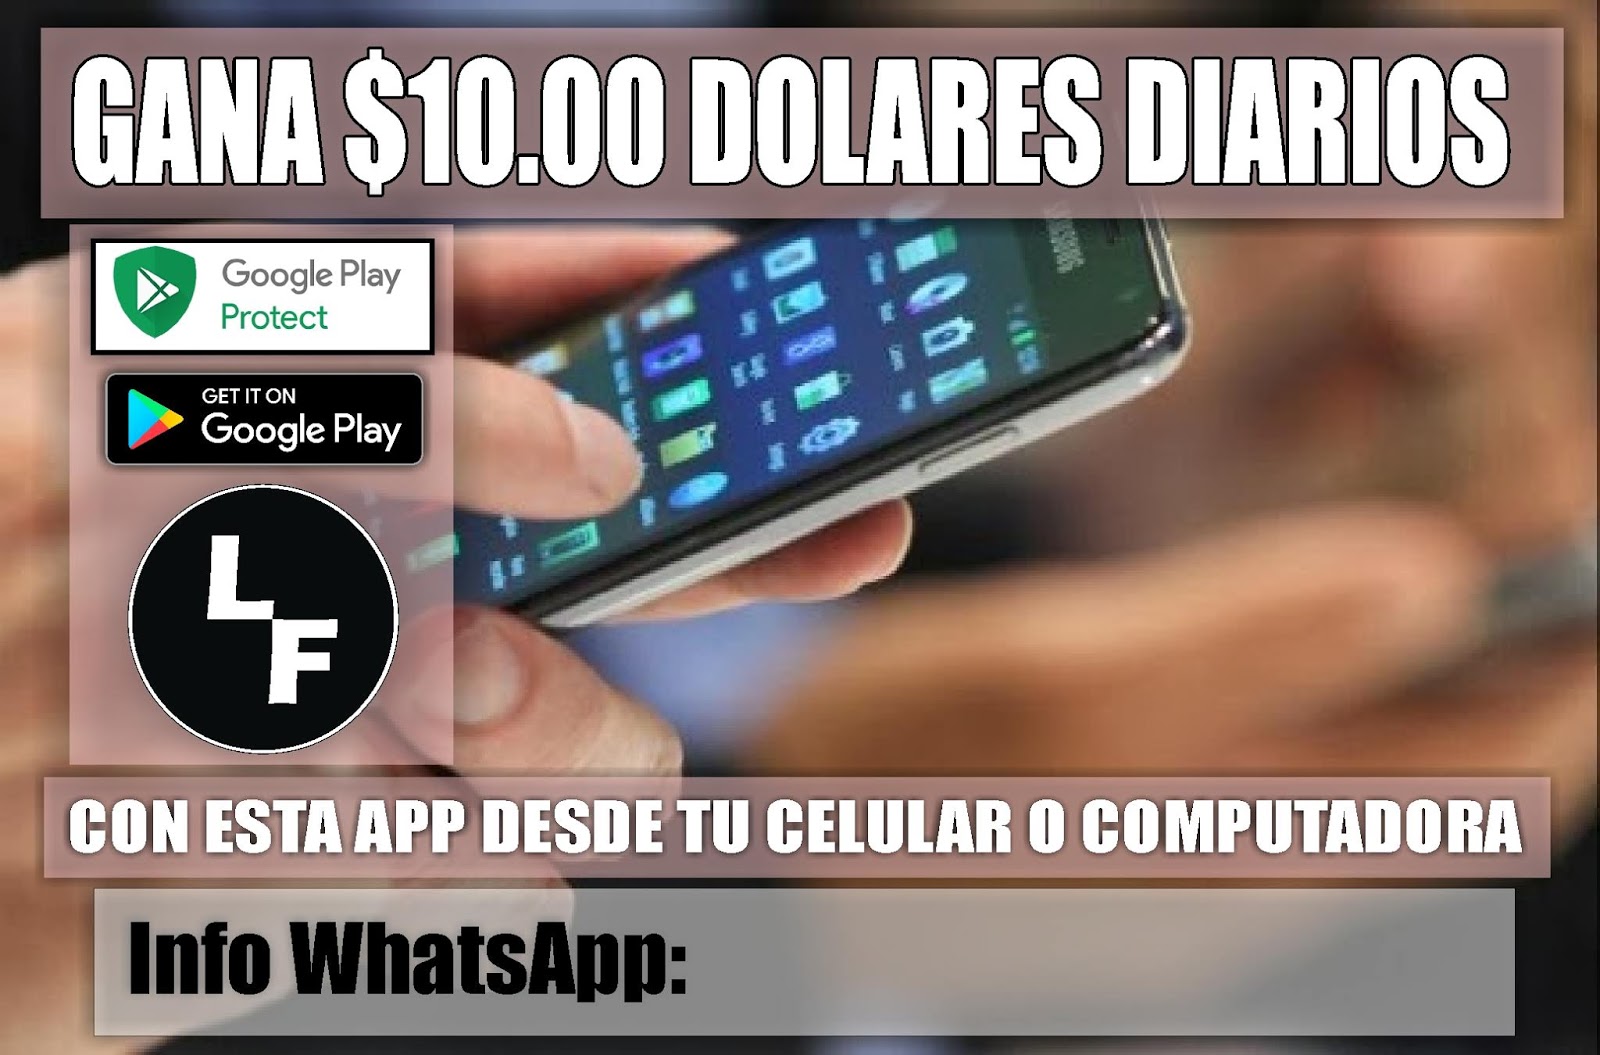 GANA $10.00 DOLARES DIARIOS
Google Play
Protect
GET IT ON
Google Play
LF
SAMSUNG
CON ESTA APP DESDE TU CELULAR O COMPUTADORA
Info WhatsApp: